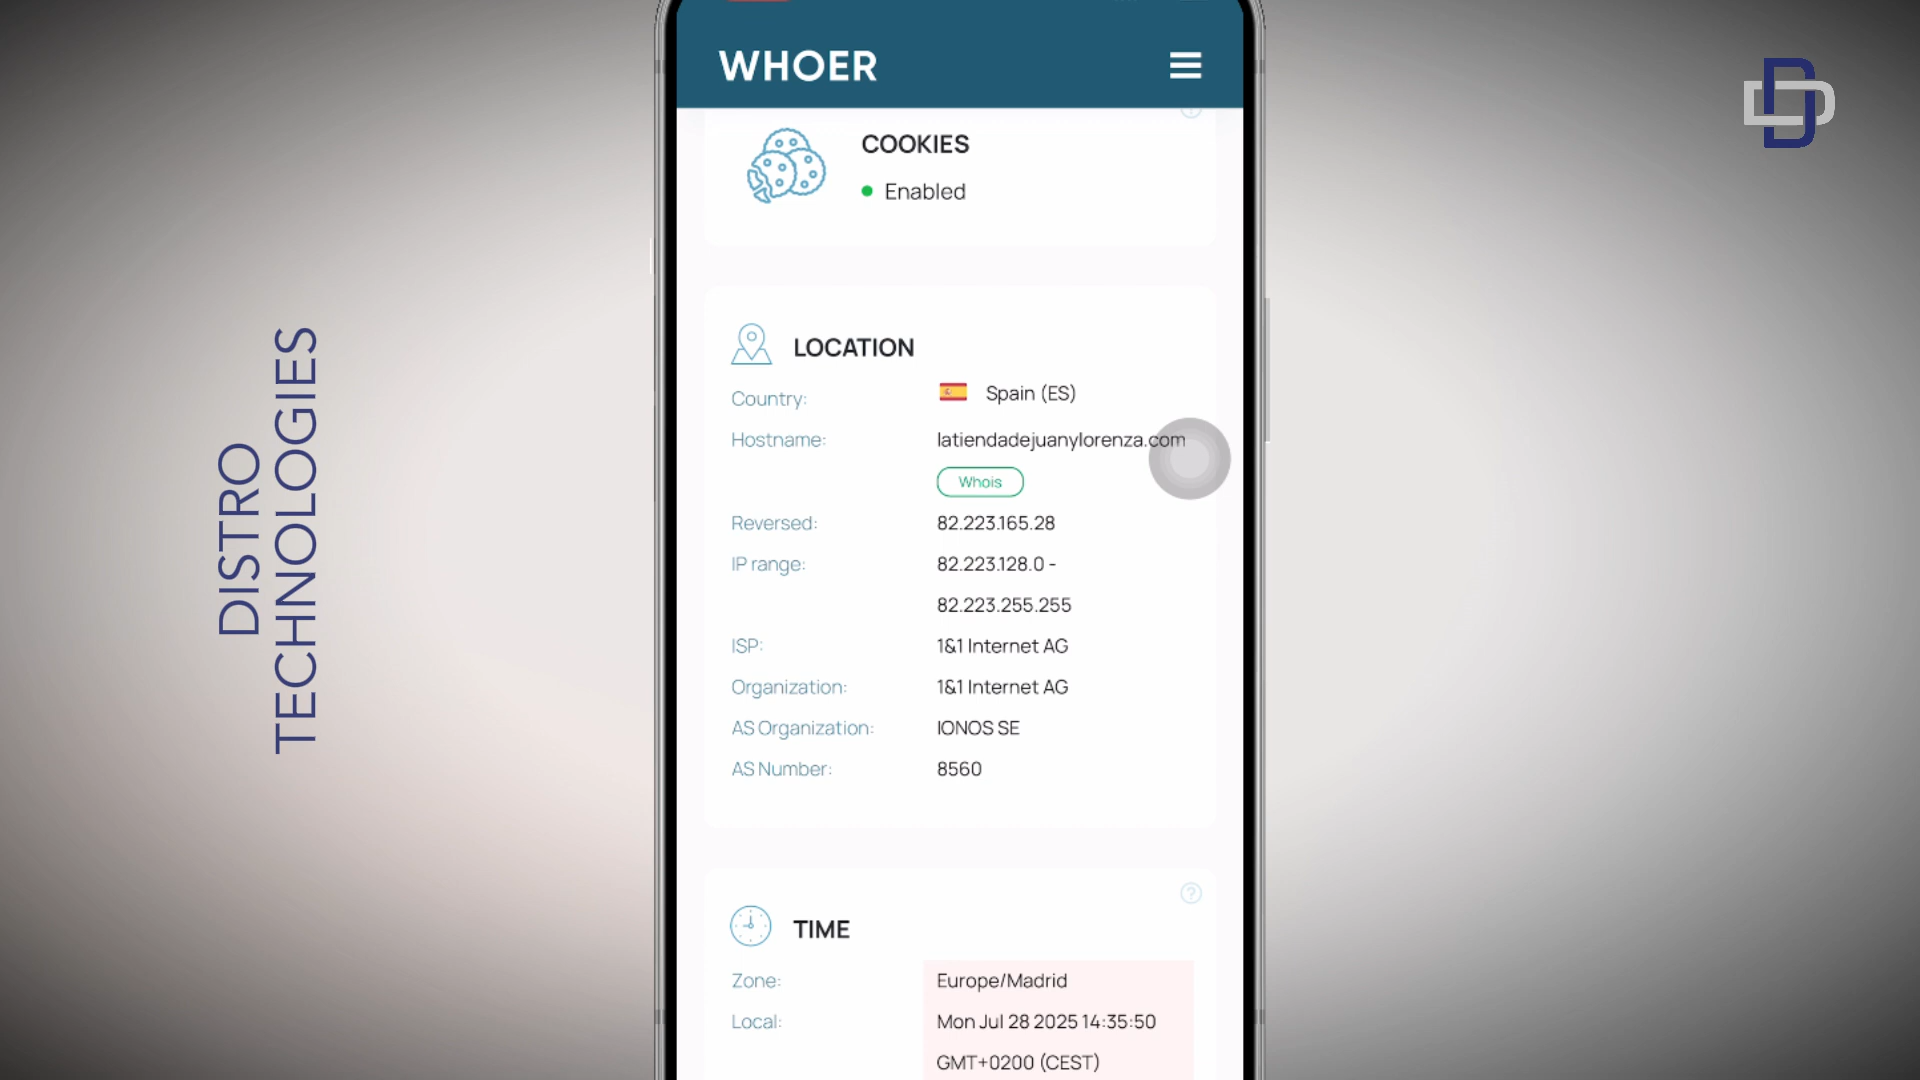 WHOER
COOKIES
Enabled
LOCATION
Country: Spain (ES)
Hostname: latiendadejuanylorenza.com
Whois
Reversed: 82.223.165.28
IP range: 82.223.128.0 -
82.223.255.255
ISP: 1&1 Internet AG
Organization: 1&1 Internet AG
AS Organization: IONOS SE
AS Number: 8560
?
TIME
Zone: Europe/Madrid
Local: Mon Jul 28 2025 14:35:50
GMT+0200 (CEST)
DISTRO
TECHNOLOGIES